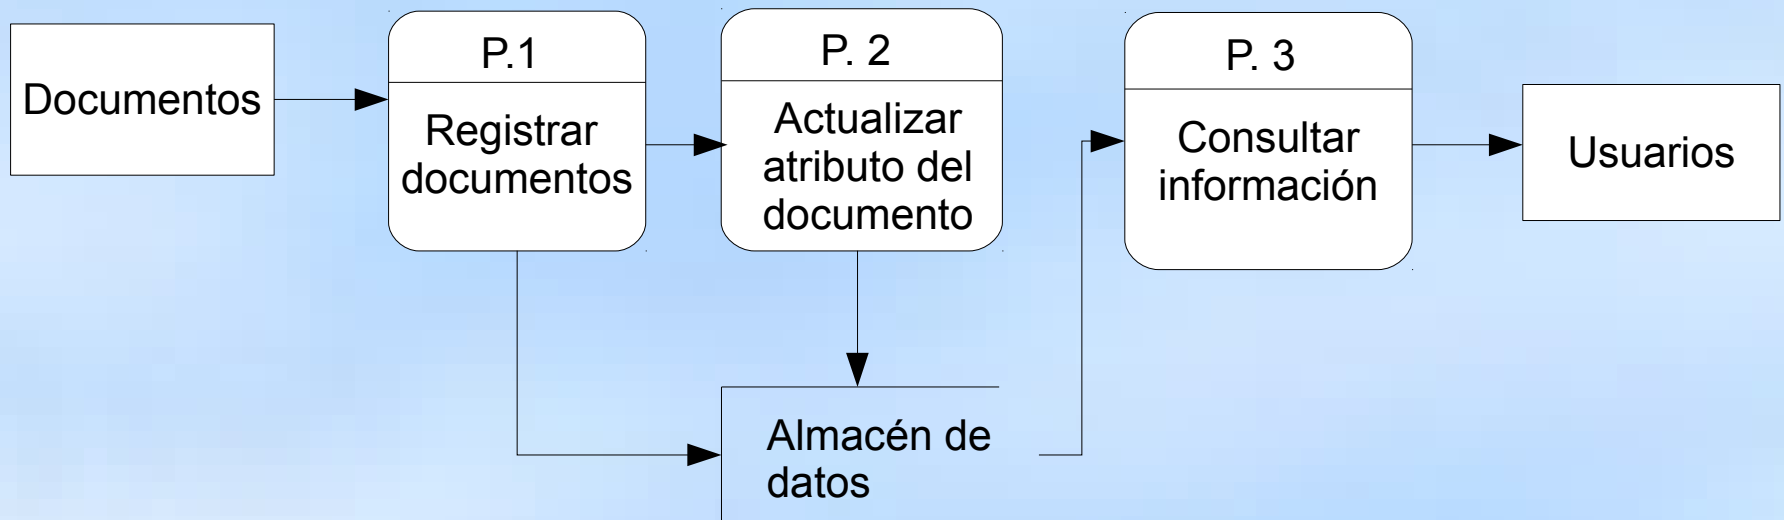 Documentos
P.1
Registrar
documentos
P. 2
Actualizar
atributo del
documento
P. 3
Consultar
información
Usuarios
Almacén de
datos